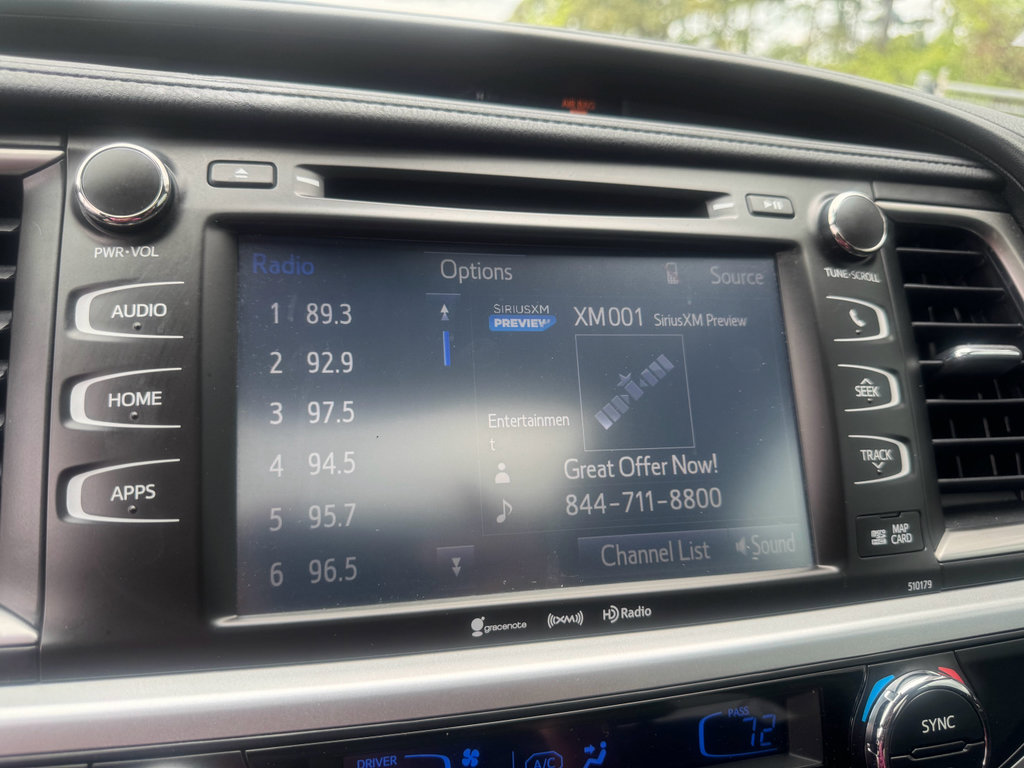 PWR•VOL
AUDIO
HOME
APPS
Radio
Options
Source
1 89.3
2 92.9
3 97.5
4 94.5
5 95.7
6 96.5
SIRIUSXM
PREVIEW
XM001 SiriusXM Preview
Entertainmen
t
Great Offer Now!
844-711-8800
Channel List
Sound
TUNE•SCROLL
SEEK
TRACK
micro
MAP
CARD
510179
gracenote
((XM))
HD Radio
DRIVER
A/C
PASS
72
SYNC